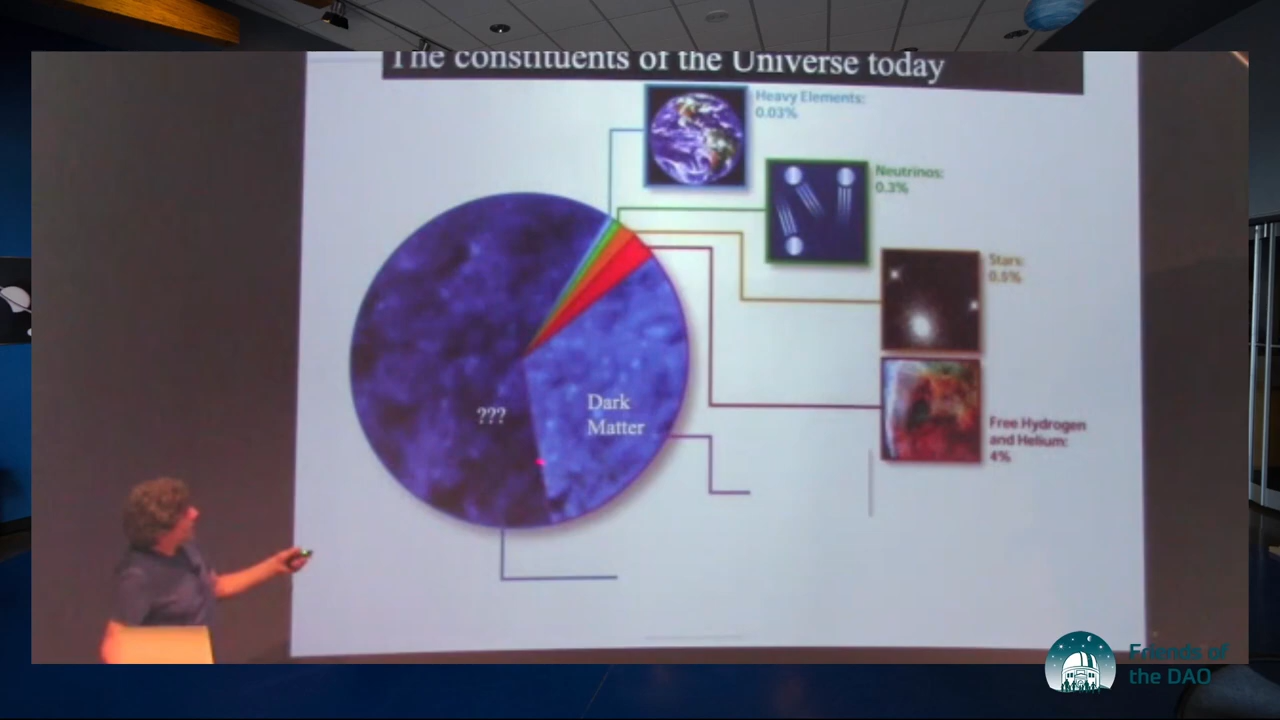 The constituents of the Universe today
Heavy Elements:
0.03%
Neutrinos:
0.3%
Stars:
0.5%
Free Hydrogen
and Helium:
4%
???
Dark
Matter
Friends of
the DAO